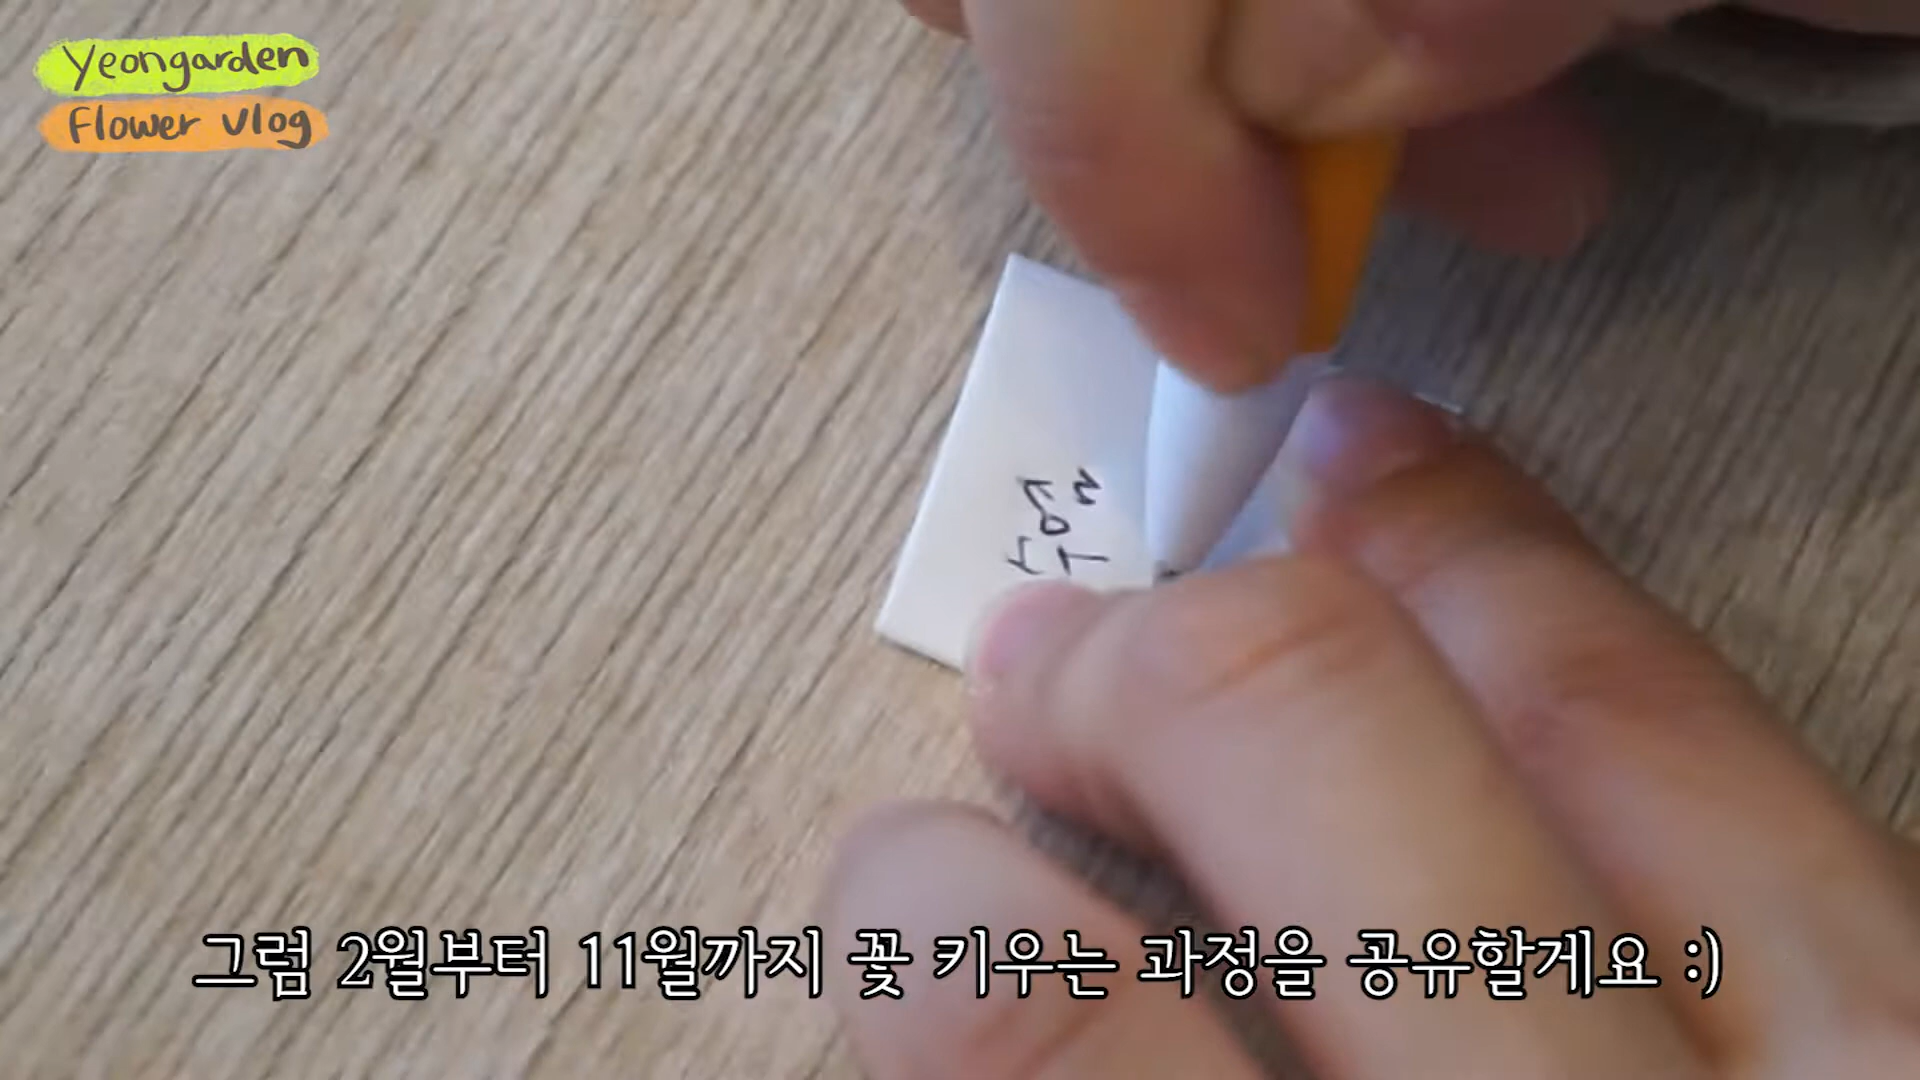 Yeongarden
Flower vlog
그럼 2월부터 11월까지 꽃 키우는 과정을 공유할게요 :)